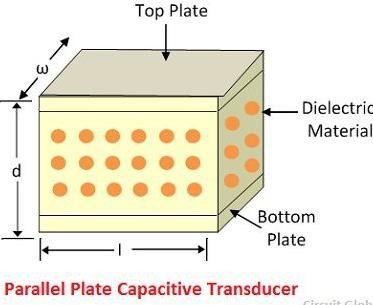 Top Plate
ω
Dielectric
Material
d
Bottom
Plate
l
Parallel Plate Capacitive Transducer